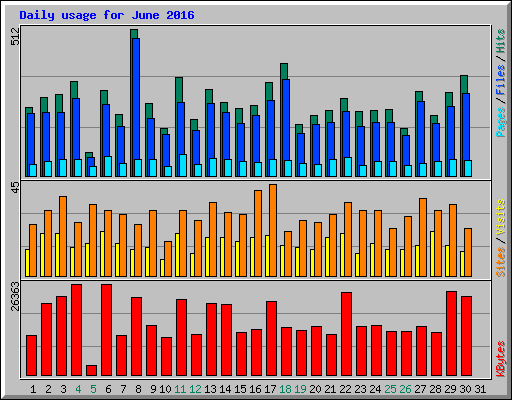 Daily usage for June 2016
512
Pages / Files / Hits
45
Sites / Visits
26363
KBytes
1 2 3 4 5 6 7 8 9 10 11 12 13 14 15 16 17 18 19 20 21 22 23 24 25 26 27 28 29 30 31